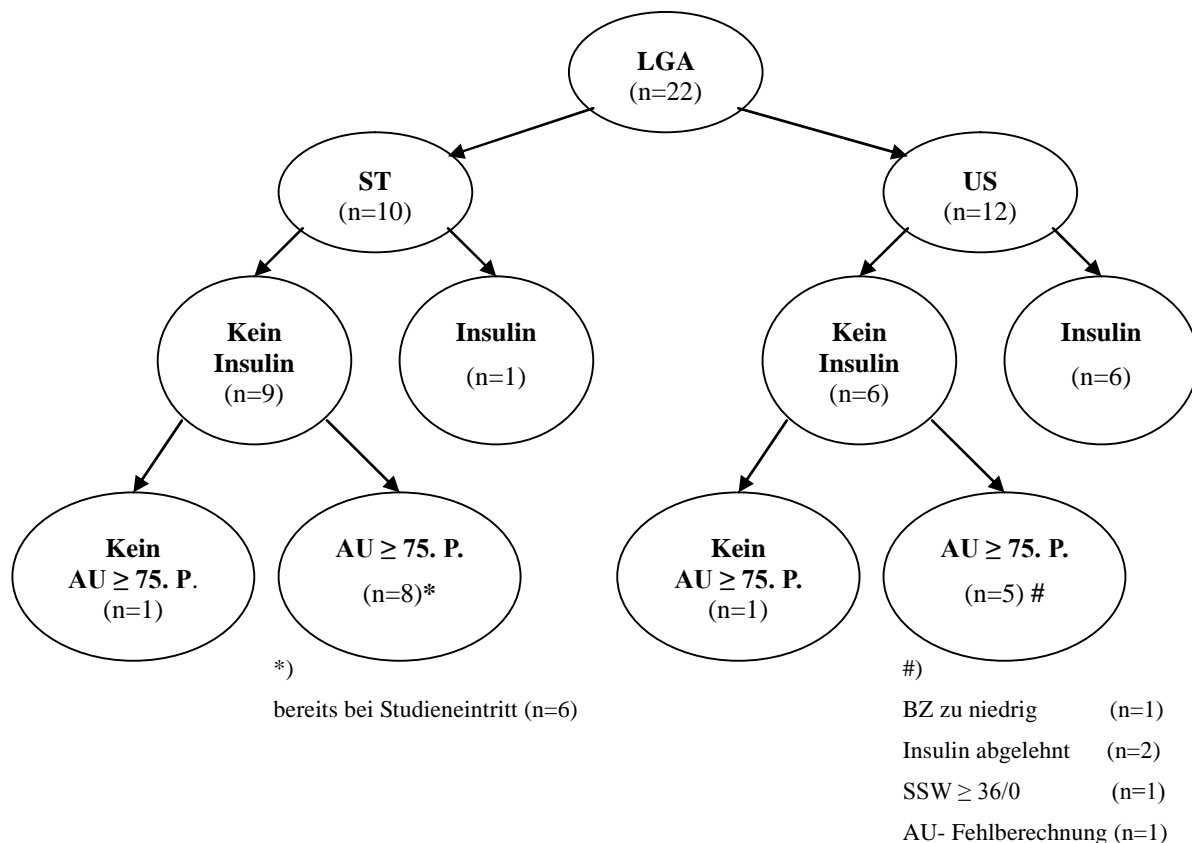 LGA
(n=22)
ST
(n=10)
US
(n=12)
Kein
Insulin
(n=9)
Insulin
(n=1)
Kein
Insulin
(n=6)
Insulin
(n=6)
Kein
AU ≥ 75. P.
(n=1)
AU ≥ 75. P.
(n=8)*
Kein
AU ≥ 75. P.
(n=1)
AU ≥ 75. P.
(n=5) #
*)
bereits bei Studieneintritt (n=6)
#)
BZ zu niedrig (n=1)
Insulin abgelehnt (n=2)
SSW ≥ 36/0 (n=1)
AU- Fehlberechnung (n=1)